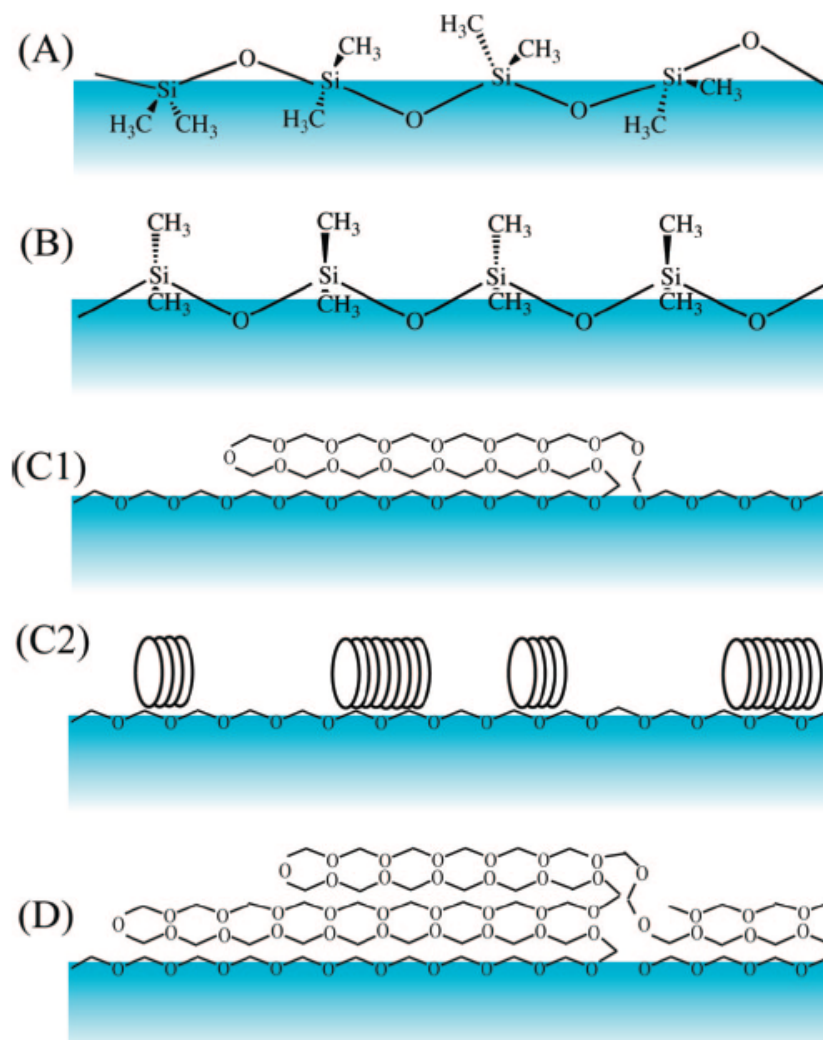 H₃C
(A) O CH₃ CH₃ O
Si Si Si Si CH₃
H₃C CH₃ H₃C O O H₃C
CH₃ CH₃ CH₃ CH₃
(B)
Si Si Si Si
CH₃ CH₃ CH₃ CH₃
O O O O
O O O O O O O O
(C1) O O O O O O O O
O O O O O O O O O O O O O O
(C2)
O O O O O O O O O O O O O O
O O O O O O
O O O O O O O O
O O O O O O O O O O O O
(D) O O
O O O O O O O O O O O O
O O O O O O O O O O O O O O